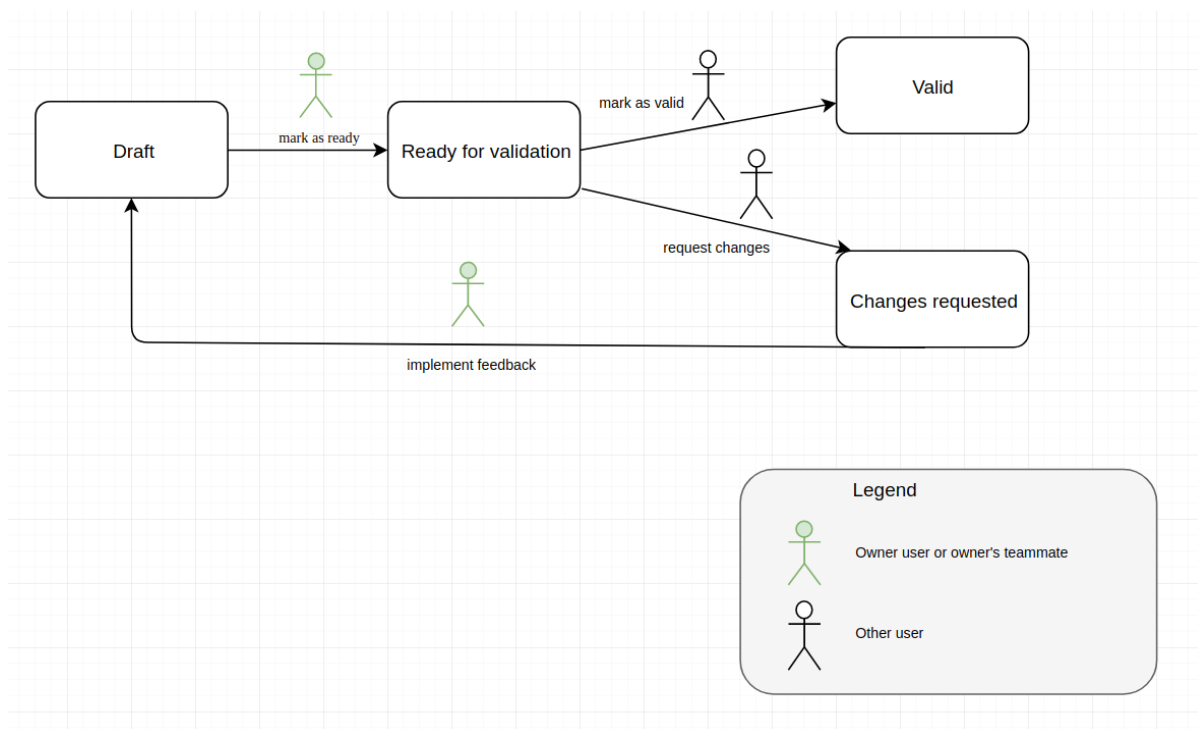 Draft
mark as ready
Ready for validation
mark as valid
Valid
request changes
Changes requested
implement feedback
Legend
Owner user or owner's teammate
Other user